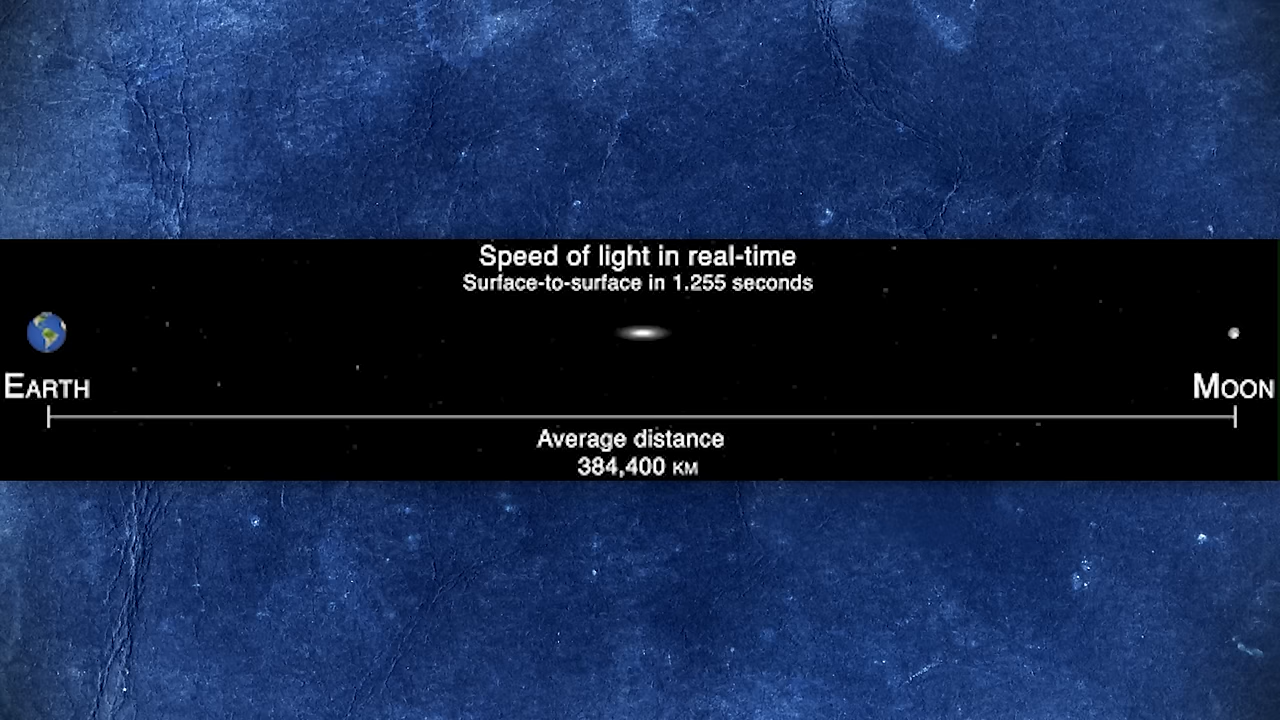 Speed of light in real-time
Surface-to-surface in 1.255 seconds
EARTH
MOON
Average distance
384,400 KM